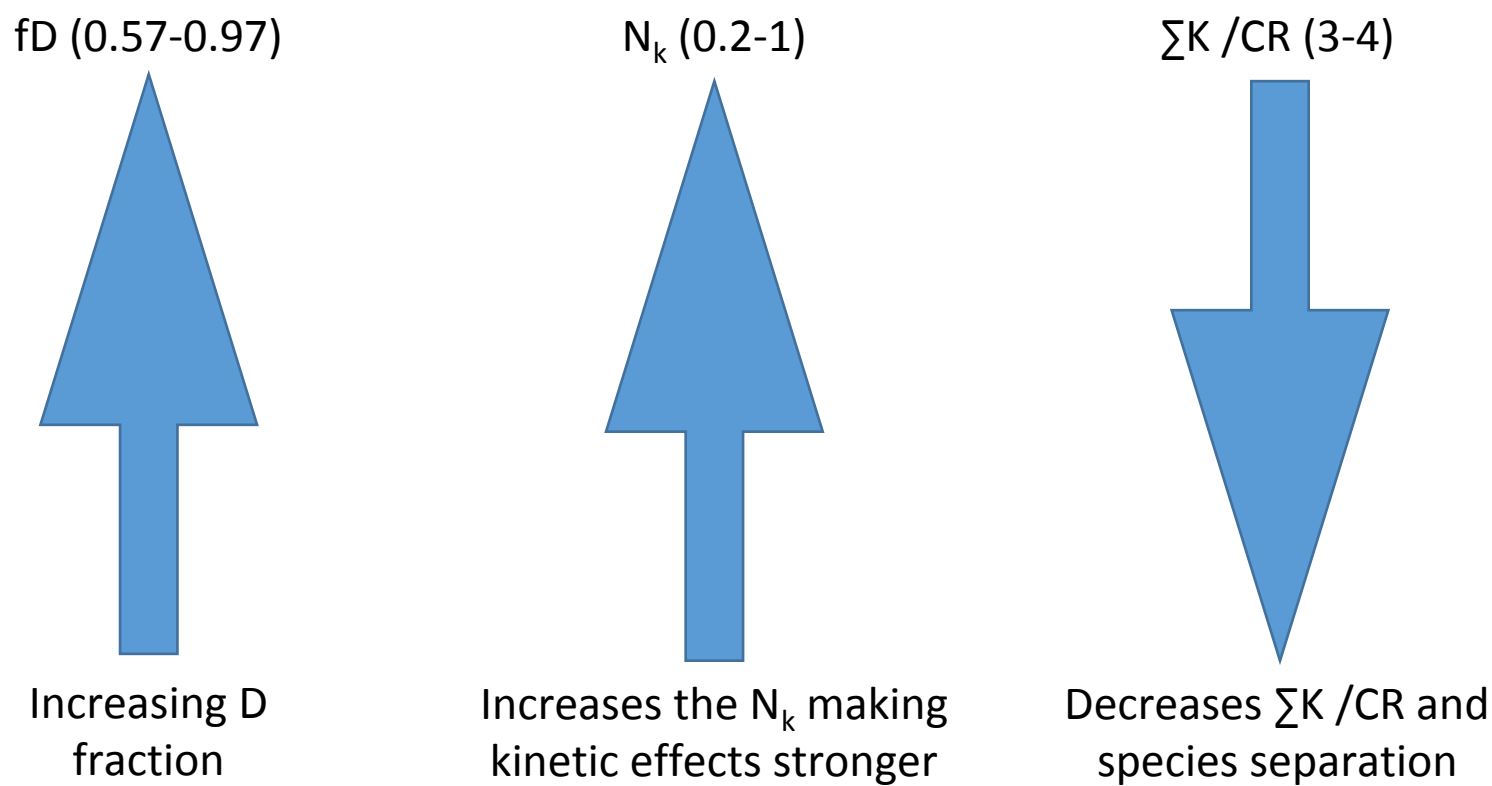 fD (0.57-0.97)
Nₖ (0.2-1)
∑K /CR (3-4)
Increasing D
fraction
Increases the Nₖ making
kinetic effects stronger
Decreases ∑K /CR and
species separation